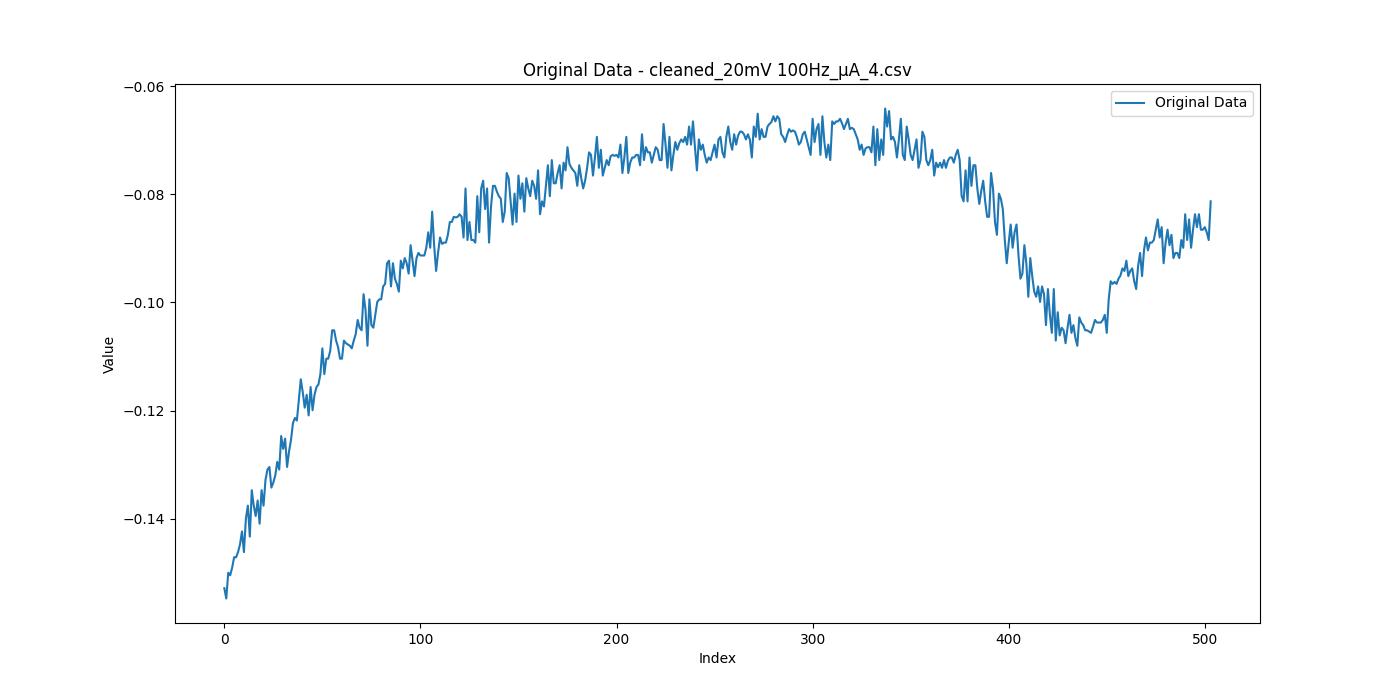 Original Data - cleaned_20mV 100Hz_μA_4.csv
Original Data
−0.06
−0.08
−0.10
−0.12
−0.14
Value
0 100 200 300 400 500
Index